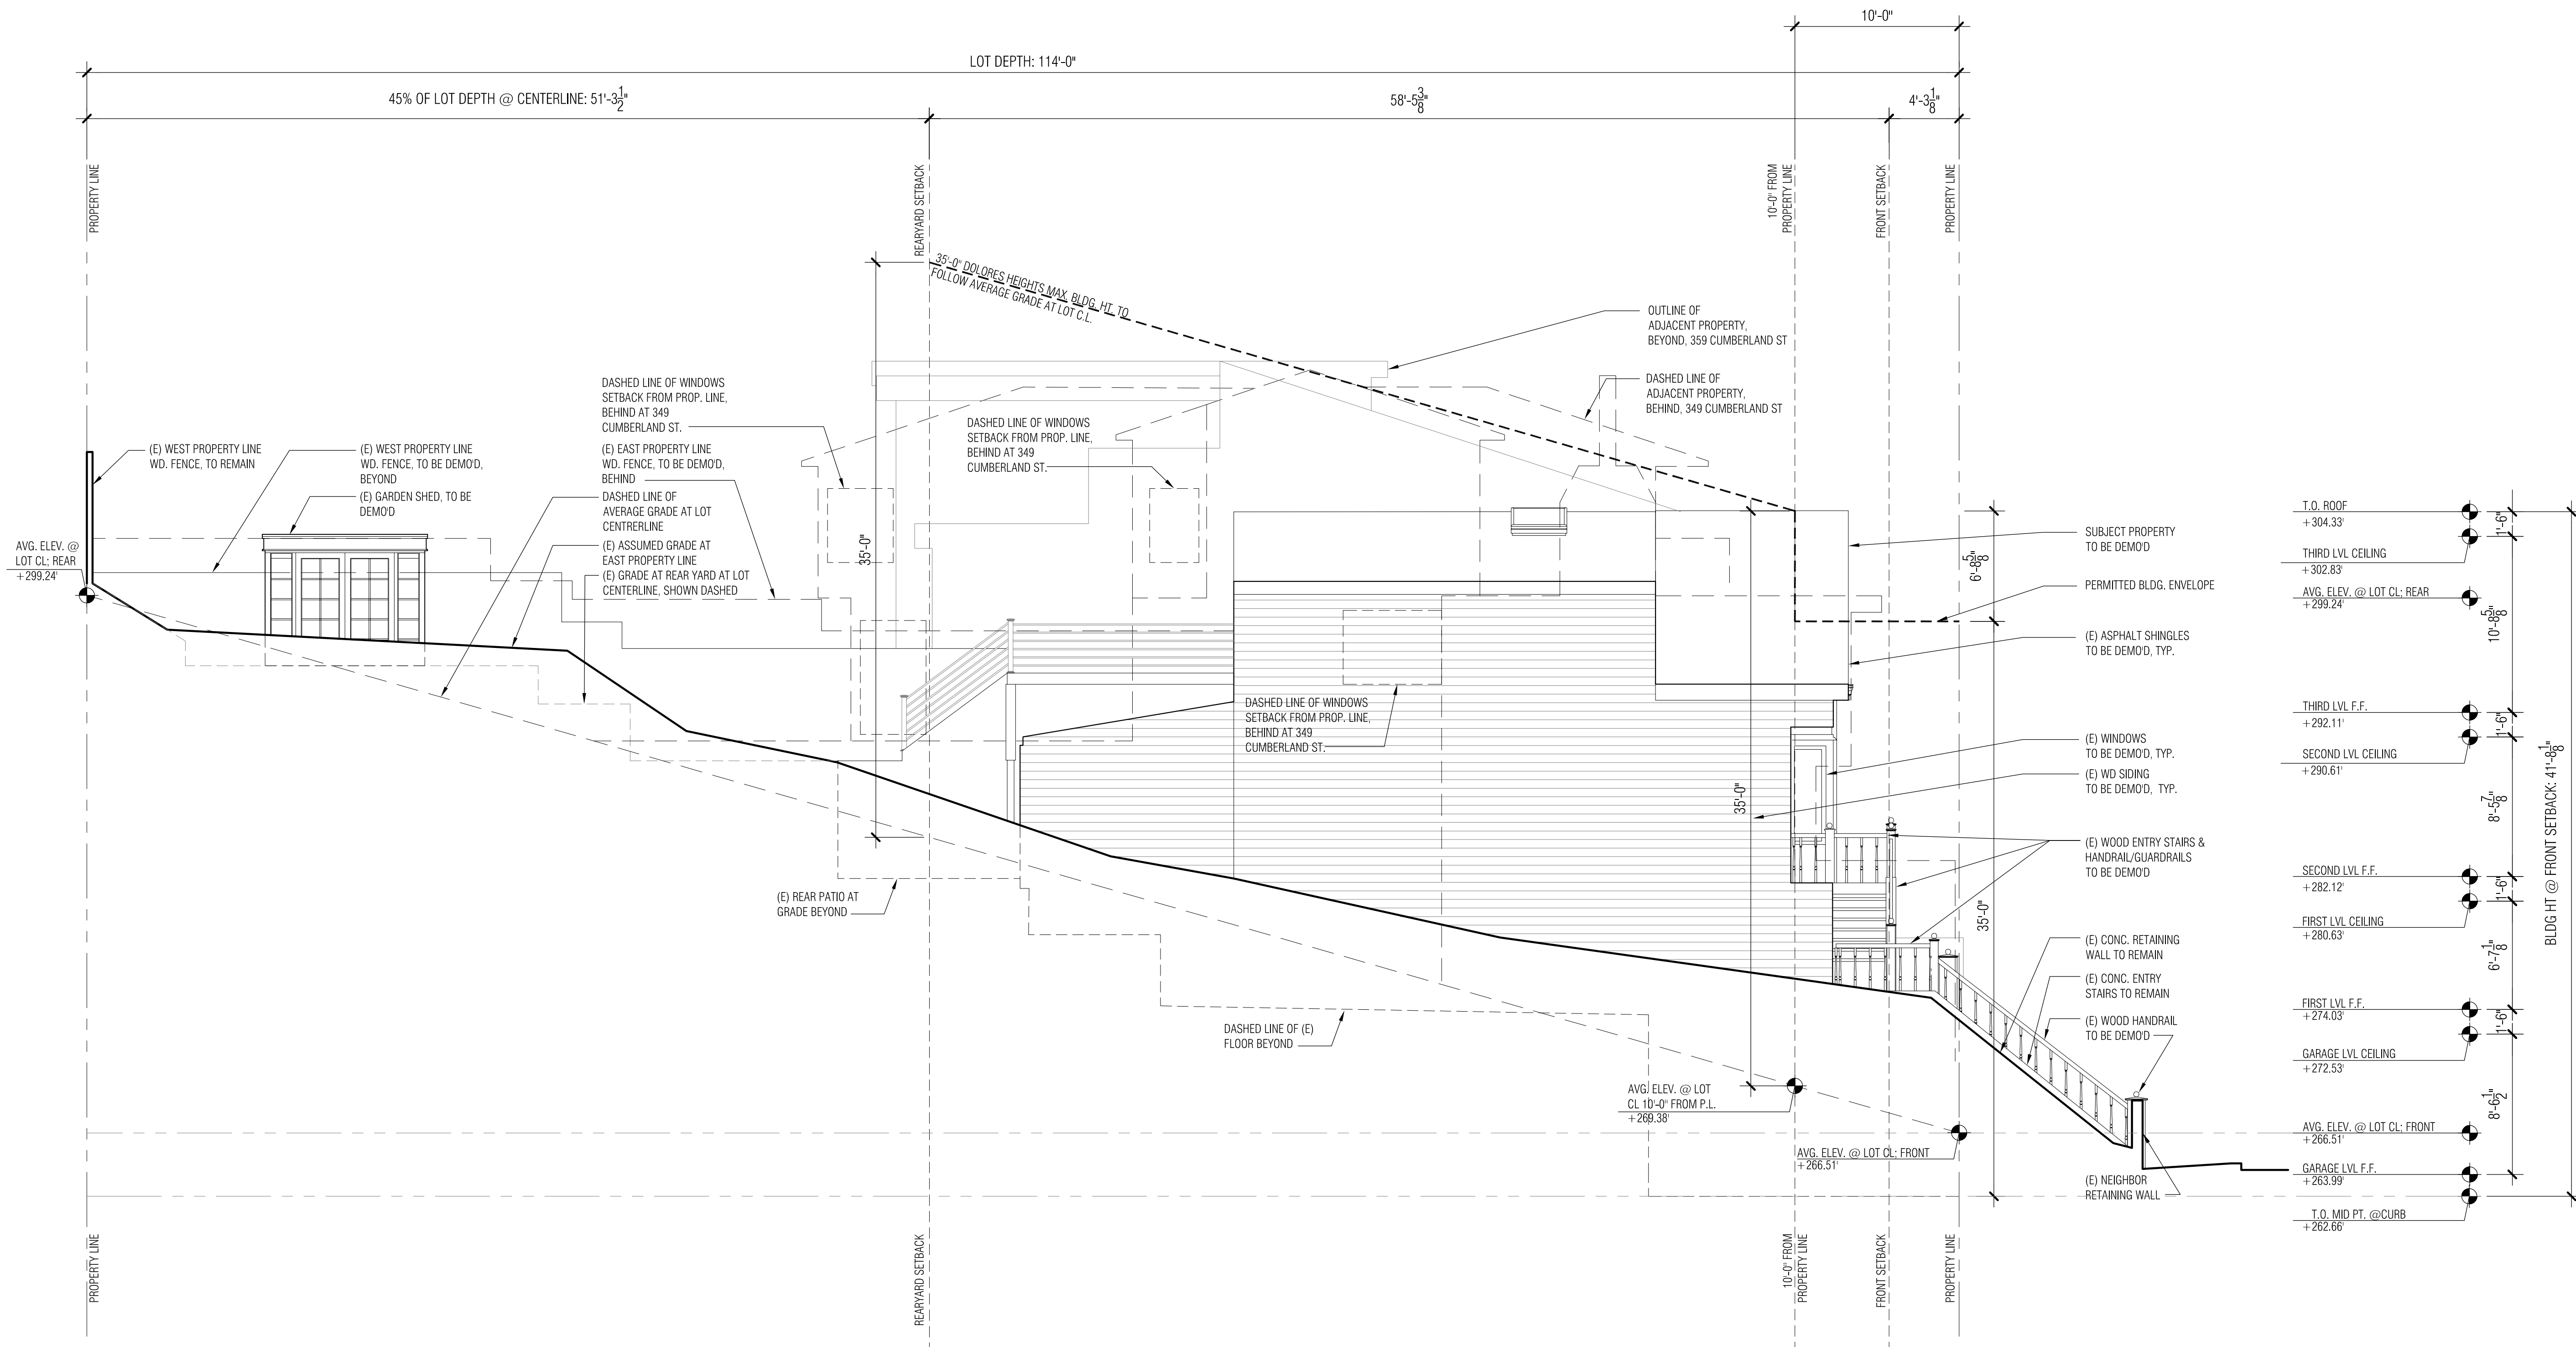 10'-0"
LOT DEPTH: 114'-0"
45% OF LOT DEPTH @ CENTERLINE: 51'-3 1/2"
58'-5 3/8"
4'-3 1/8"
PROPERTY LINE
REARYARD SETBACK
10'-0" FROM
PROPERTY LINE
FRONT SETBACK
PROPERTY LINE
35'-0" DOLORES HEIGHTS MAX. BLDG. HT. TO
FOLLOW AVERAGE GRADE AT LOT C.L.
OUTLINE OF
ADJACENT PROPERTY,
BEYOND, 359 CUMBERLAND ST
DASHED LINE OF
ADJACENT PROPERTY,
BEHIND, 349 CUMBERLAND ST
DASHED LINE OF WINDOWS
SETBACK FROM PROP. LINE,
BEHIND AT 349
CUMBERLAND ST.
DASHED LINE OF WINDOWS
SETBACK FROM PROP. LINE,
BEHIND AT 349
CUMBERLAND ST.
(E) WEST PROPERTY LINE
WD. FENCE, TO REMAIN
(E) WEST PROPERTY LINE
WD. FENCE, TO BE DEMO'D,
BEYOND
(E) GARDEN SHED, TO BE
DEMO'D
(E) EAST PROPERTY LINE
WD. FENCE, TO BE DEMO'D,
BEHIND
DASHED LINE OF
AVERAGE GRADE AT LOT
CENTRERLINE
(E) ASSUMED GRADE AT
EAST PROPERTY LINE
(E) GRADE AT REAR YARD AT LOT
CENTERLINE, SHOWN DASHED
AVG. ELEV. @
LOT CL; REAR
+299.24'
35'-0"
DASHED LINE OF WINDOWS
SETBACK FROM PROP. LINE,
BEHIND AT 349
CUMBERLAND ST.
(E) REAR PATIO AT
GRADE BEYOND
DASHED LINE OF (E)
FLOOR BEYOND
35'-0"
AVG. ELEV. @ LOT
CL 10'-0" FROM P.L.
+269.38'
AVG. ELEV. @ LOT CL; FRONT
+266.51'
6'-8 5/8"
35'-0"
SUBJECT PROPERTY
TO BE DEMO'D
PERMITTED BLDG. ENVELOPE
(E) ASPHALT SHINGLES
TO BE DEMO'D, TYP.
(E) WINDOWS
TO BE DEMO'D, TYP.
(E) WD SIDING
TO BE DEMO'D, TYP.
(E) WOOD ENTRY STAIRS &
HANDRAIL/GUARDRAILS
TO BE DEMO'D
(E) CONC. RETAINING
WALL TO REMAIN
(E) CONC. ENTRY
STAIRS TO REMAIN
(E) WOOD HANDRAIL
TO BE DEMO'D
(E) NEIGHBOR
RETAINING WALL
T.O. ROOF
+304.33'
THIRD LVL CEILING
+302.83'
AVG. ELEV. @ LOT CL; REAR
+299.24'
THIRD LVL F.F.
+292.11'
SECOND LVL CEILING
+290.61'
SECOND LVL F.F.
+282.12'
FIRST LVL CEILING
+280.63'
FIRST LVL F.F.
+274.03'
GARAGE LVL CEILING
+272.53'
AVG. ELEV. @ LOT CL; FRONT
+266.51'
GARAGE LVL F.F.
+263.99'
T.O. MID PT. @CURB
+262.66'
1'-6"
10'-8 5/8"
1'-6"
8'-5 7/8"
1'-6"
6'-7 1/8"
1'-6"
8'-6 1/2"
BLDG HT @ FRONT SETBACK: 41'-8 1/8"
PROPERTY LINE
REARYARD SETBACK
10'-0" FROM
PROPERTY LINE
FRONT SETBACK
PROPERTY LINE